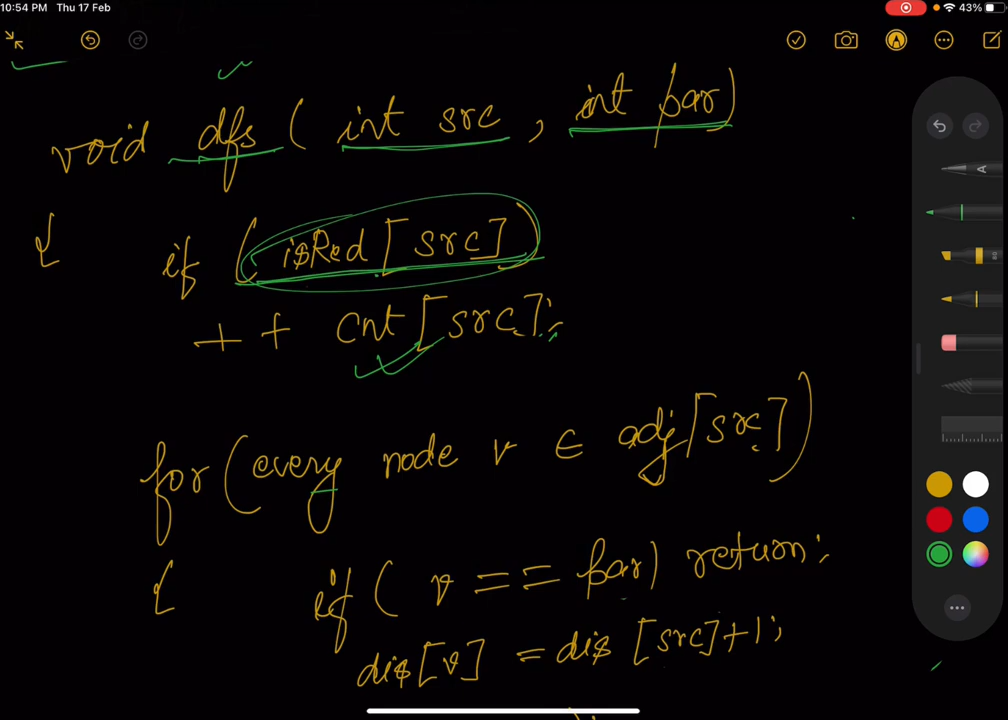 10:54 PM Thu 17 Feb
43%
void dfs ( int src , int par)
{ if ( isRed [ src ] )
+ + cnt [ src ];
for ( every node v ∈ adj [ src ] )
{ if ( v == par) return;
dis [ v ] = dis [ src ] + 1;